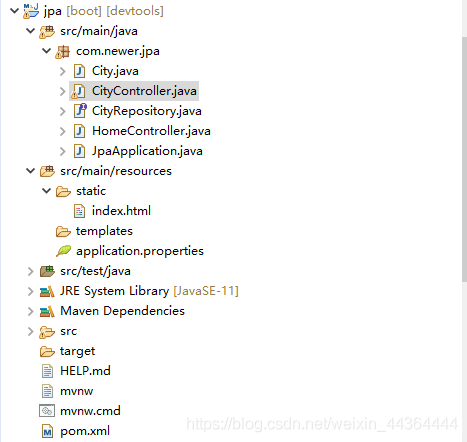 jpa [boot] [devtools]
src/main/java
com.newer.jpa
City.java
CityController.java
CityRepository.java
HomeController.java
JpaApplication.java
src/main/resources
static
index.html
templates
application.properties
src/test/java
JRE System Library [JavaSE-11]
Maven Dependencies
src
target
HELP.md
mvnw
mvnw.cmd
pom.xml
https://blog.csdn.net/weixin_44364444